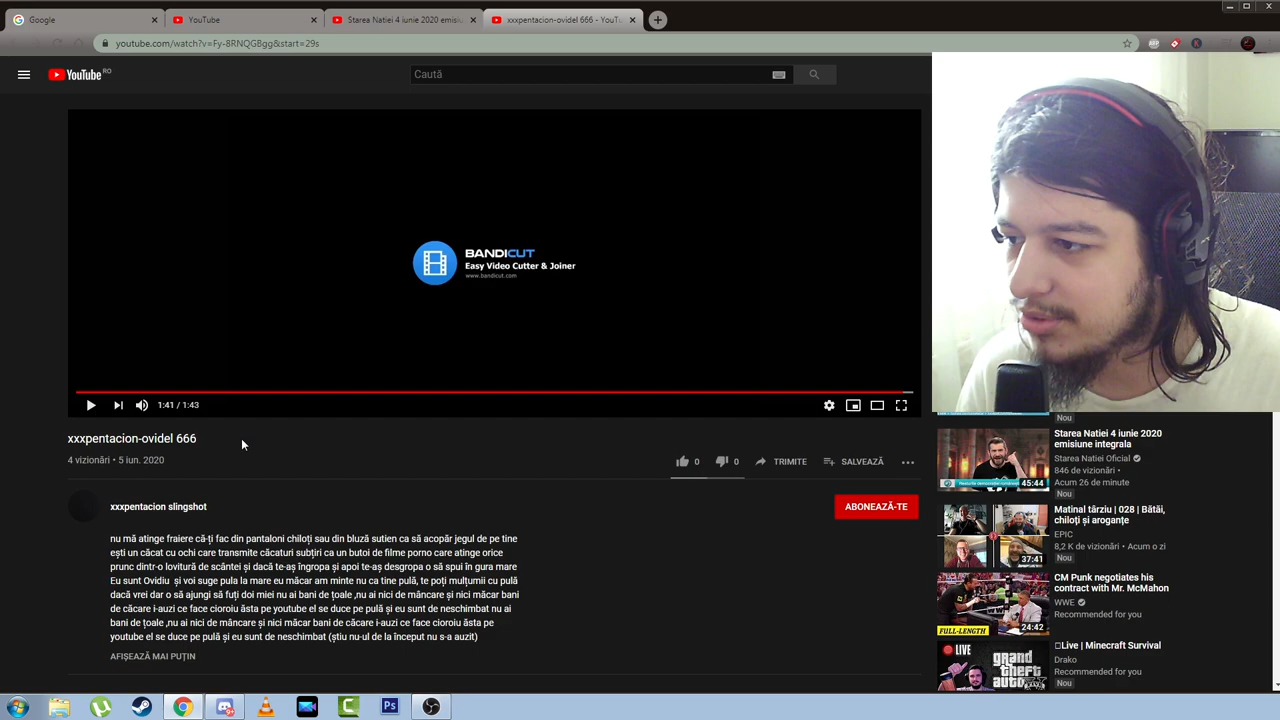 Google
YouTube
Starea Natiei 4 iunie 2020 emisiu
xxxpentacion-ovidel 666 - YouTu
youtube.com/watch?v=Fy-8RNQGBgg&start=29s
ABP
K
YouTube RO
Caută
BANDICUT
Easy Video Cutter & Joiner
www.bandicut.com
1:41 / 1:43
xxxpentacion-ovidel 666
4 vizionări • 5 iun. 2020
0
0
TRIMITE
SALVEAZĂ
xxxpentacion slingshot
ABONEAZĂ-TE
nu mă atinge fraiere că-ți fac din pantaloni chiloți sau din bluză sutien ca să acopăr jegul de pe tine
ești un căcat cu ochi care transmite căcaturi subțiri ca un butoi de filme porno care atinge orice
prunc dintr-o lovitură de scântei și dacă te-aș îngropa și apoi te-aș desgropa o să spui în gura mare
Eu sunt Ovidiu și voi suge pula la mare eu măcar am minte nu ca tine pulă, te poți mulțumii cu pulă
dacă vrei dar o să ajungi să fuți doi miei nu ai bani de țoale ,nu ai nici de mâncare și nici măcar bani
de căcare i-auzi ce face cioroiu ăsta pe youtube el se duce pe pulă și eu sunt de neschimbat nu ai
bani de țoale ,nu ai nici de mâncare și nici măcar bani de căcare i-auzi ce face cioroiu ăsta pe
youtube el se duce pe pulă și eu sunt de neschimbat (știu nu-ul de la început nu s-a auzit)
AFIȘEAZĂ MAI PUȚIN
Nou
Starea Natiei 4 iunie 2020
emisiune integrala
Starea Natiei Oficial
846 de vizionări •
Acum 26 de minute
Nou
45:44
Matinal târziu | 028 | Bătăi,
chiloți și aroganțe
EPIC
8,2 K de vizionări • Acum o zi
Nou
37:41
CM Punk negotiates his
contract with Mr. McMahon
WWE
Recommended for you
FULL-LENGTH
24:42
Live | Minecraft Survival
Drako
Recommended for you
Nou
LIVE
grand
theft
auto
Ps